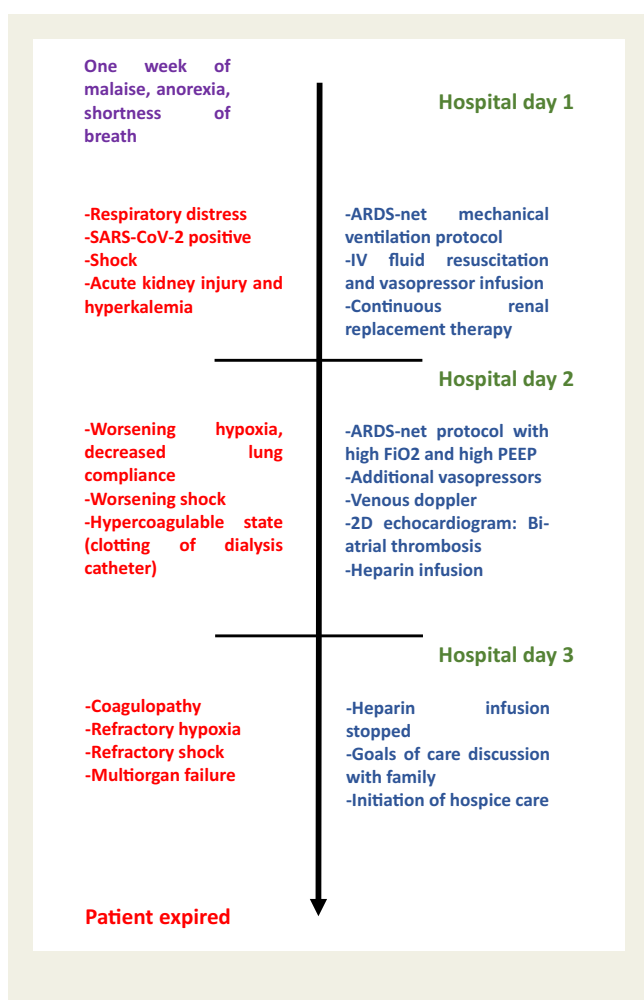 One week of
malaise, anorexia,
shortness of
breath
Hospital day 1
-Respiratory distress
-SARS-CoV-2 positive
-Shock
-Acute kidney injury and
hyperkalemia
-ARDS-net mechanical
ventilation protocol
-IV fluid resuscitation
and vasopressor infusion
-Continuous renal
replacement therapy
Hospital day 2
-Worsening hypoxia,
decreased lung
compliance
-Worsening shock
-Hypercoagulable state
(clotting of dialysis
catheter)
-ARDS-net protocol with
high FiO2 and high PEEP
-Additional vasopressors
-Venous doppler
-2D echocardiogram: Bi-
atrial thrombosis
-Heparin infusion
Hospital day 3
-Coagulopathy
-Refractory hypoxia
-Refractory shock
-Multiorgan failure
-Heparin infusion
stopped
-Goals of care discussion
with family
-Initiation of hospice care
Patient expired